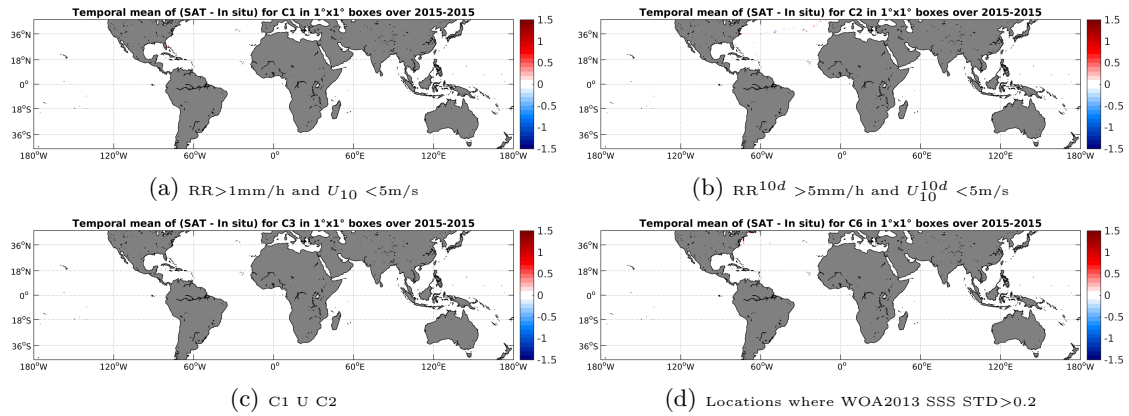 Temporal mean of (SAT - In situ) for C1 in 1°x1° boxes over 2015-2015
36°N
18°N
0°
18°S
36°S
180°W 120°W 60°W 0° 60°E 120°E 180°W
1.5
1
0.5
0
-0.5
-1
-1.5
(a) RR>1mm/h and U10 <5m/s
Temporal mean of (SAT - In situ) for C2 in 1°x1° boxes over 2015-2015
36°N
18°N
0°
18°S
36°S
180°W 120°W 60°W 0° 60°E 120°E 180°W
1.5
1
0.5
0
-0.5
-1
-1.5
(b) RR10d >5mm/h and U10d10 <5m/s
Temporal mean of (SAT - In situ) for C3 in 1°x1° boxes over 2015-2015
36°N
18°N
0°
18°S
36°S
180°W 120°W 60°W 0° 60°E 120°E 180°W
1.5
1
0.5
0
-0.5
-1
-1.5
(c) C1 U C2
Temporal mean of (SAT - In situ) for C6 in 1°x1° boxes over 2015-2015
36°N
18°N
0°
18°S
36°S
180°W 120°W 60°W 0° 60°E 120°E 180°W
1.5
1
0.5
0
-0.5
-1
-1.5
(d) Locations where WOA2013 SSS STD>0.2